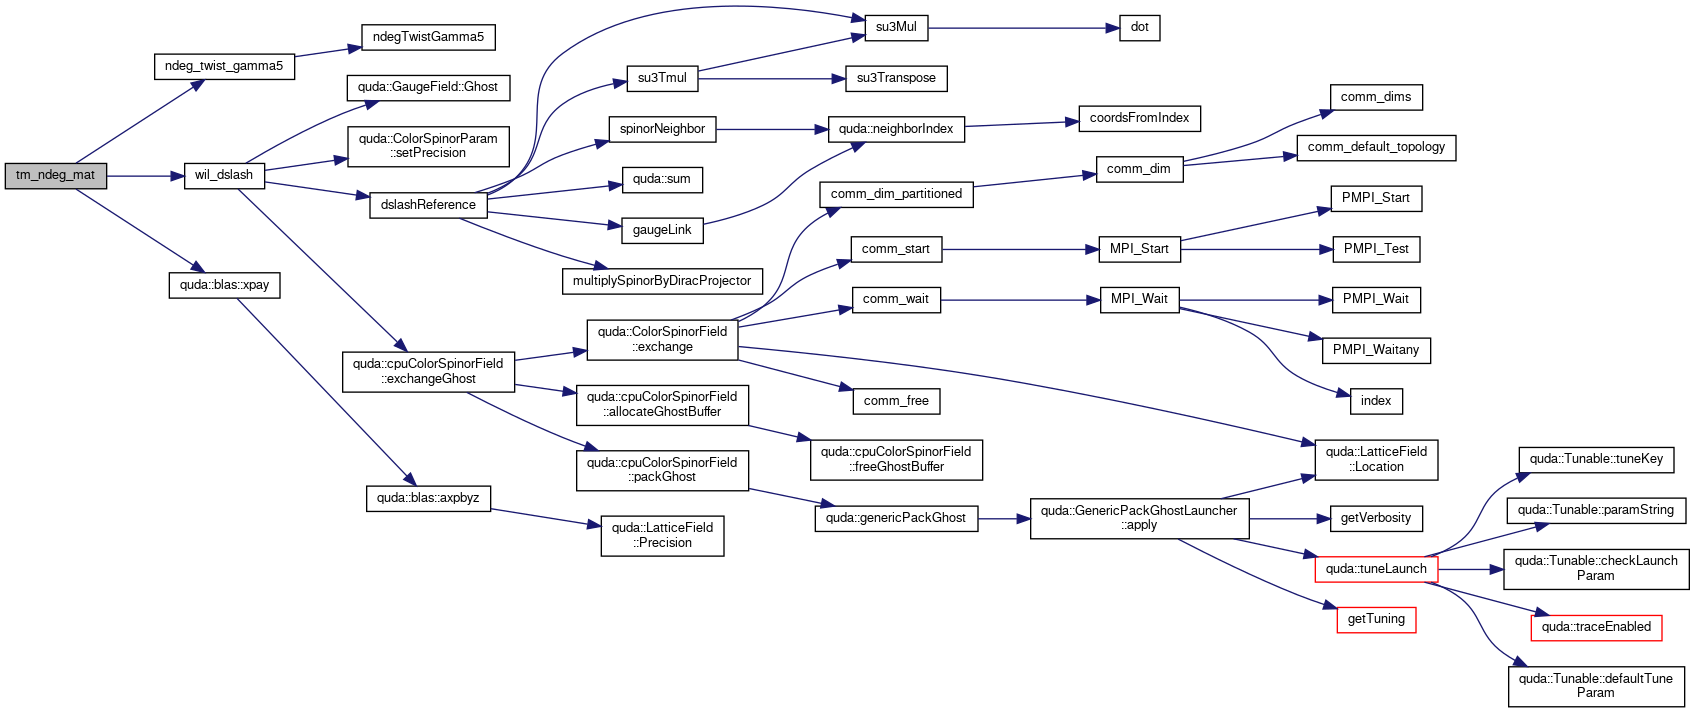 tm_ndeg_mat
ndeg_twist_gamma5
wil_dslash
quda::blas::xpay
ndegTwistGamma5
quda::GaugeField::Ghost
quda::ColorSpinorParam
::setPrecision
dslashReference
quda::cpuColorSpinorField
::exchangeGhost
quda::blas::axpbyz
su3Tmul
spinorNeighbor
quda::sum
gaugeLink
multiplySpinorByDiracProjector
quda::ColorSpinorField
::exchange
quda::cpuColorSpinorField
::allocateGhostBuffer
quda::cpuColorSpinorField
::packGhost
quda::LatticeField
::Precision
su3Mul
su3Transpose
quda::neighborIndex
comm_dim_partitioned
comm_start
comm_wait
comm_free
quda::cpuColorSpinorField
::freeGhostBuffer
quda::genericPackGhost
dot
coordsFromIndex
comm_dim
MPI_Start
MPI_Wait
quda::GenericPackGhostLauncher
::apply
comm_dims
comm_default_topology
PMPI_Start
PMPI_Test
PMPI_Wait
PMPI_Waitany
index
quda::LatticeField
::Location
getVerbosity
quda::tuneLaunch
getTuning
quda::Tunable::tuneKey
quda::Tunable::paramString
quda::Tunable::checkLaunch
Param
quda::traceEnabled
quda::Tunable::defaultTune
Param